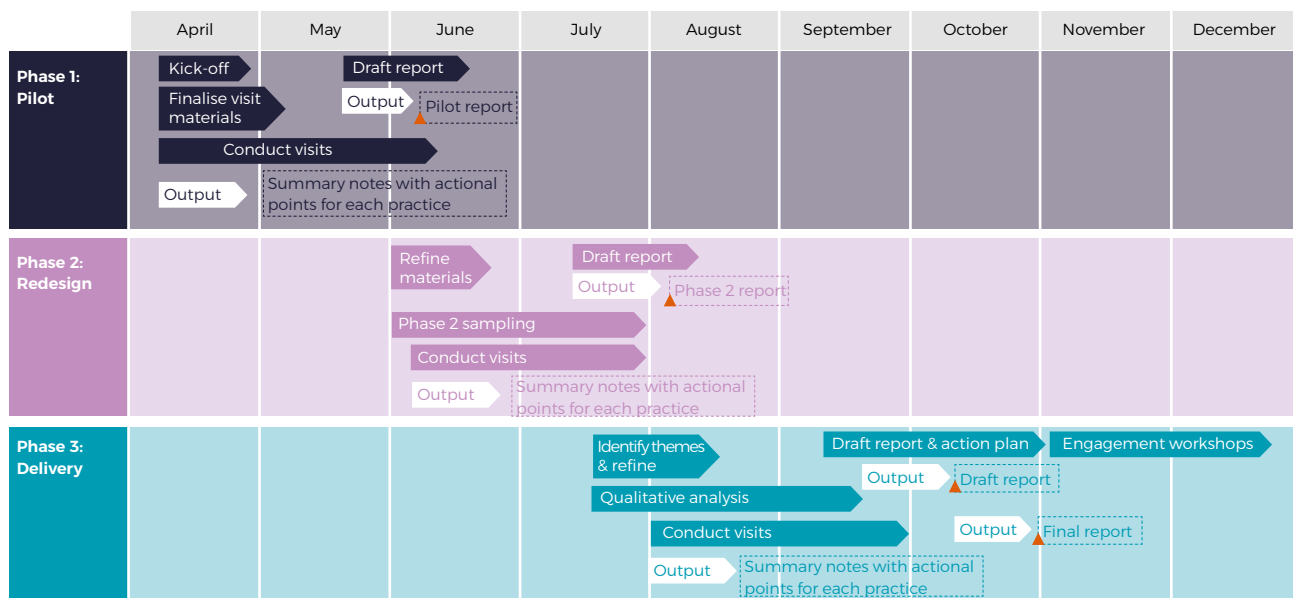 April
May
June
July
August
September
October
November
December
Phase 1:
Pilot
Kick-off
Draft report
Finalise visit
materials
Output
Pilot report
Conduct visits
Output
Summary notes with actional
points for each practice
Phase 2:
Redesign
Refine
materials
Draft report
Output
Phase 2 report
Phase 2 sampling
Conduct visits
Output
Summary notes with actional
points for each practice
Phase 3:
Delivery
Identify themes
& refine
Draft report & action plan
Engagement workshops
Output
Draft report
Qualitative analysis
Conduct visits
Output
Final report
Output
Summary notes with actional
points for each practice